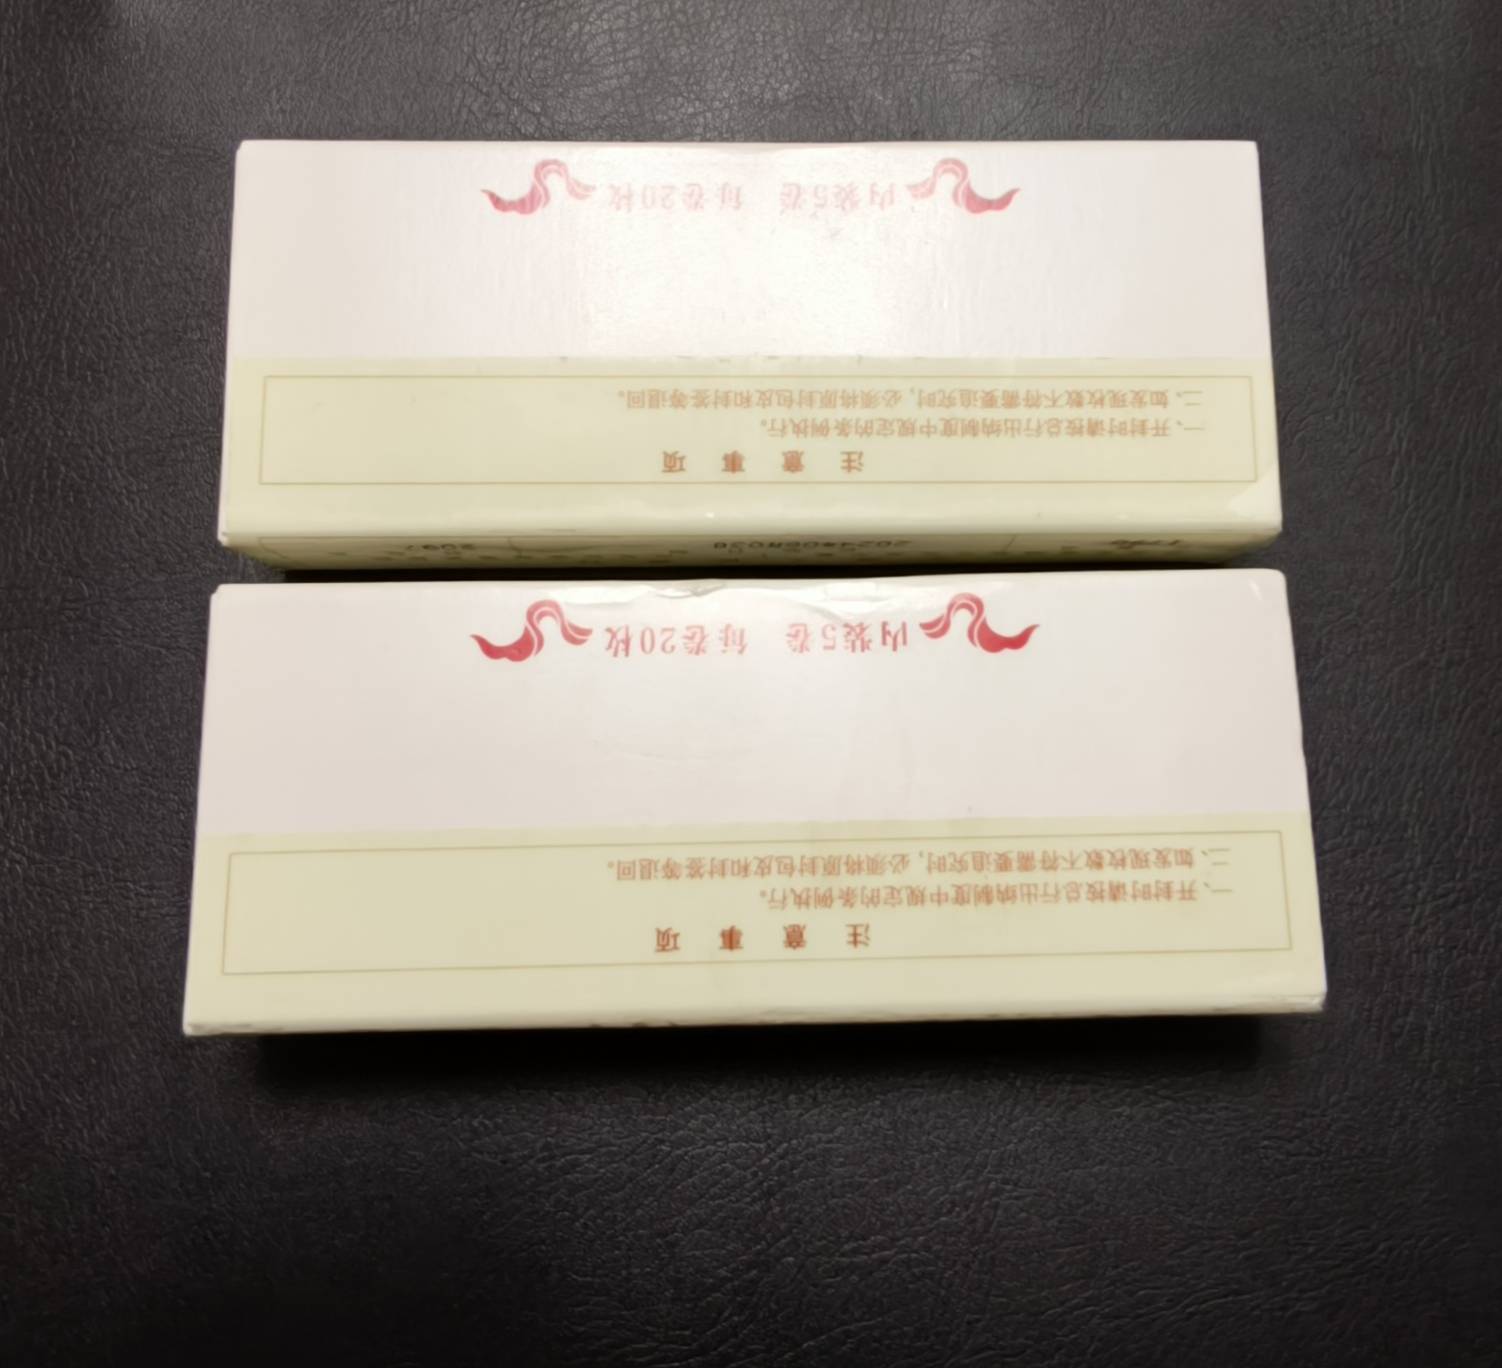 注 意 事 项
一、开封时请按总行出纳制度中规定的条例执行。
二、如发现枚数不符需要追究时，必须将原封包皮和封签等退回。
内装5卷 每卷20枚
注 意 事 项
一、开封时请按总行出纳制度中规定的条例执行。
二、如发现枚数不符需要追究时，必须将原封包皮和封签等退回。
内装5卷 每卷20枚